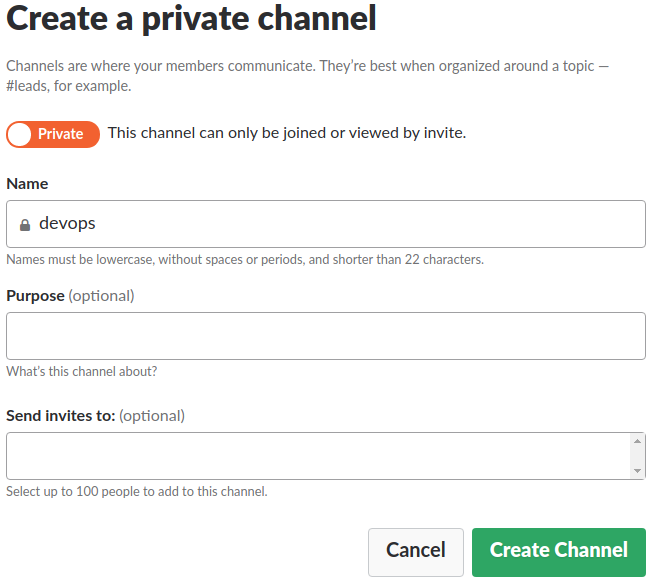 Create a private channel
Channels are where your members communicate. They're best when organized around a topic —
#leads, for example.
Private This channel can only be joined or viewed by invite.
Name
devops
Names must be lowercase, without spaces or periods, and shorter than 22 characters.
Purpose (optional)
What's this channel about?
Send invites to: (optional)
Select up to 100 people to add to this channel.
Cancel Create Channel